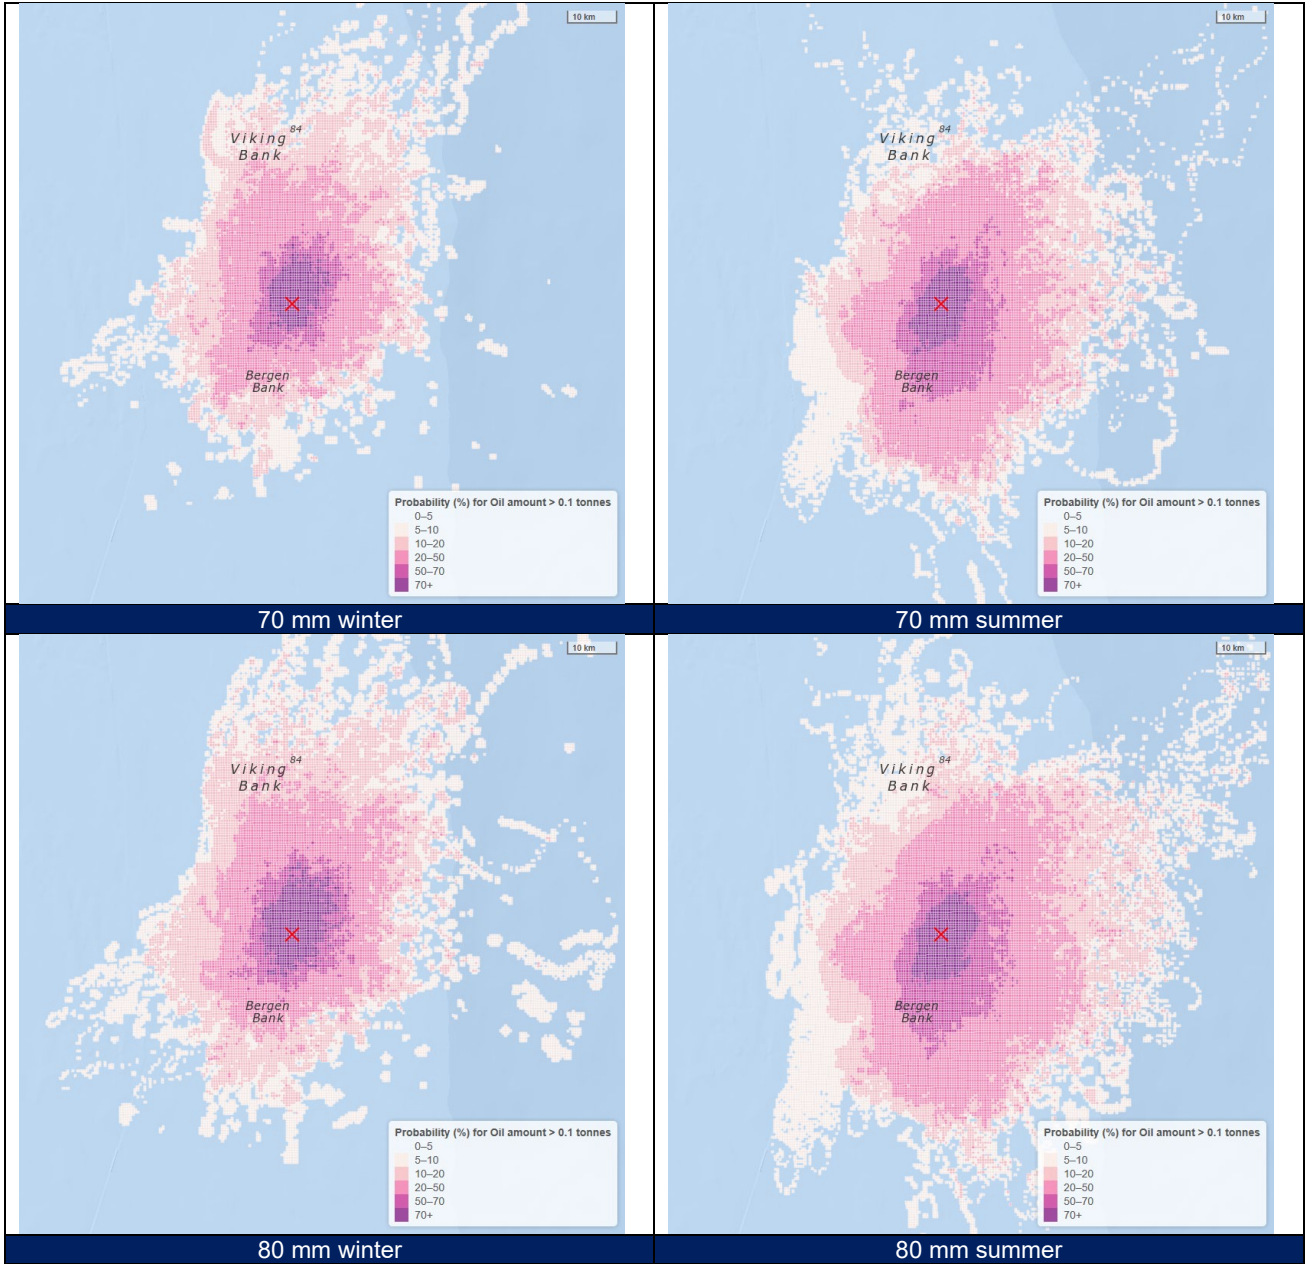 10 km
84
Viking
Bank
Bergen
Bank
Probability (%) for Oil amount > 0.1 tonnes
0–5
5–10
10–20
20–50
50–70
70+
10 km
84
Viking
Bank
Bergen
Bank
Probability (%) for Oil amount > 0.1 tonnes
0–5
5–10
10–20
20–50
50–70
70+
70 mm winter
70 mm summer
10 km
84
Viking
Bank
Bergen
Bank
Probability (%) for Oil amount > 0.1 tonnes
0–5
5–10
10–20
20–50
50–70
70+
10 km
84
Viking
Bank
Bergen
Bank
Probability (%) for Oil amount > 0.1 tonnes
0–5
5–10
10–20
20–50
50–70
70+
80 mm winter
80 mm summer